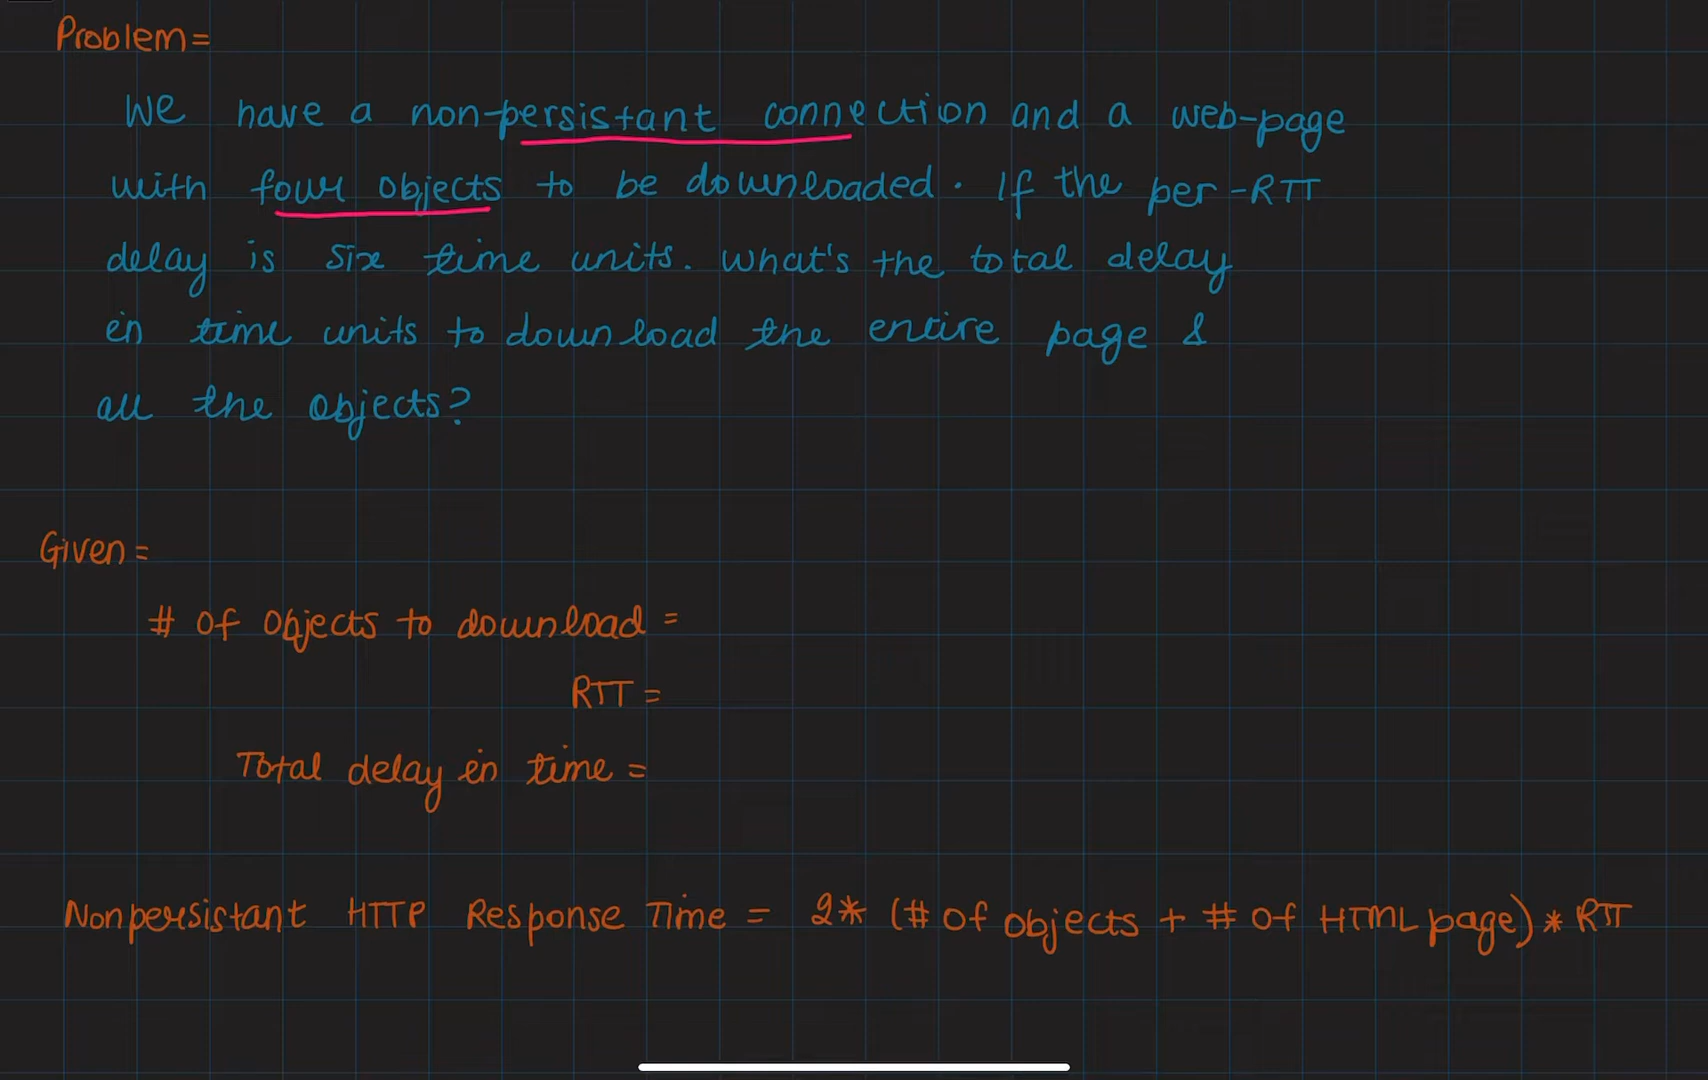 Problem=
We have a non-persistant connection and a web-page
with four objects to be downloaded. If the per-RTT
delay is six time units. What's the total delay
in time units to download the entire page &
all the objects?
Given=
# of objects to download =
RTT =
Total delay in time =
Nonpersistant HTTP Response Time = 2* (# of objects + # of HTML page) * RTT